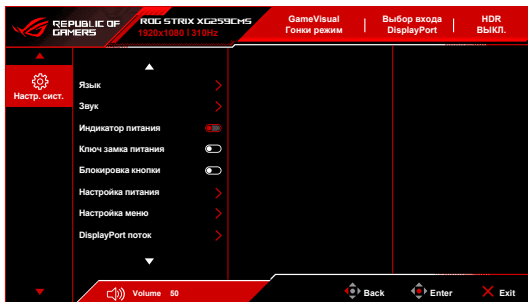 REPUBLIC OF
GAMERS
ROG STRIX XG259CMS
1920x1080 | 310Hz
GameVisual
Гонки режим
Выбор входа
DisplayPort
HDR
ВЫКЛ.
Настр. сист.
Язык
Звук
Индикатор питания
Ключ замка питания
Блокировка кнопки
Настройка питания
Настройка меню
DisplayPort поток
Volume 50
Back
Enter
Exit